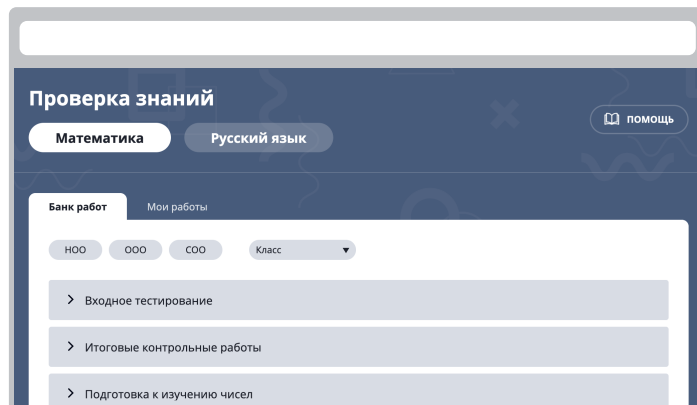 Проверка знаний
помощь
Математика Русский язык
Банк работ Мои работы
НОО ООО СОО Класс
Входное тестирование
Итоговые контрольные работы
Подготовка к изучению чисел